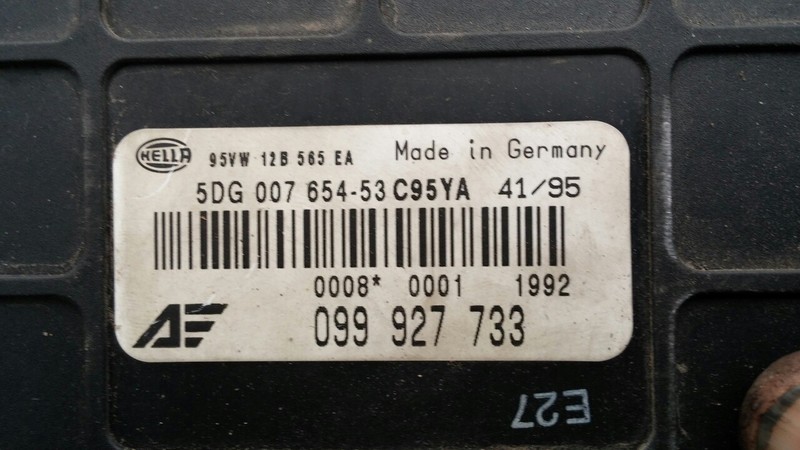 HELLA 95VW 12B 565 EA Made in Germany
5DG 007 654-53 C95YA 41/95
0008* 0001 1992
AE 099 927 733
E27